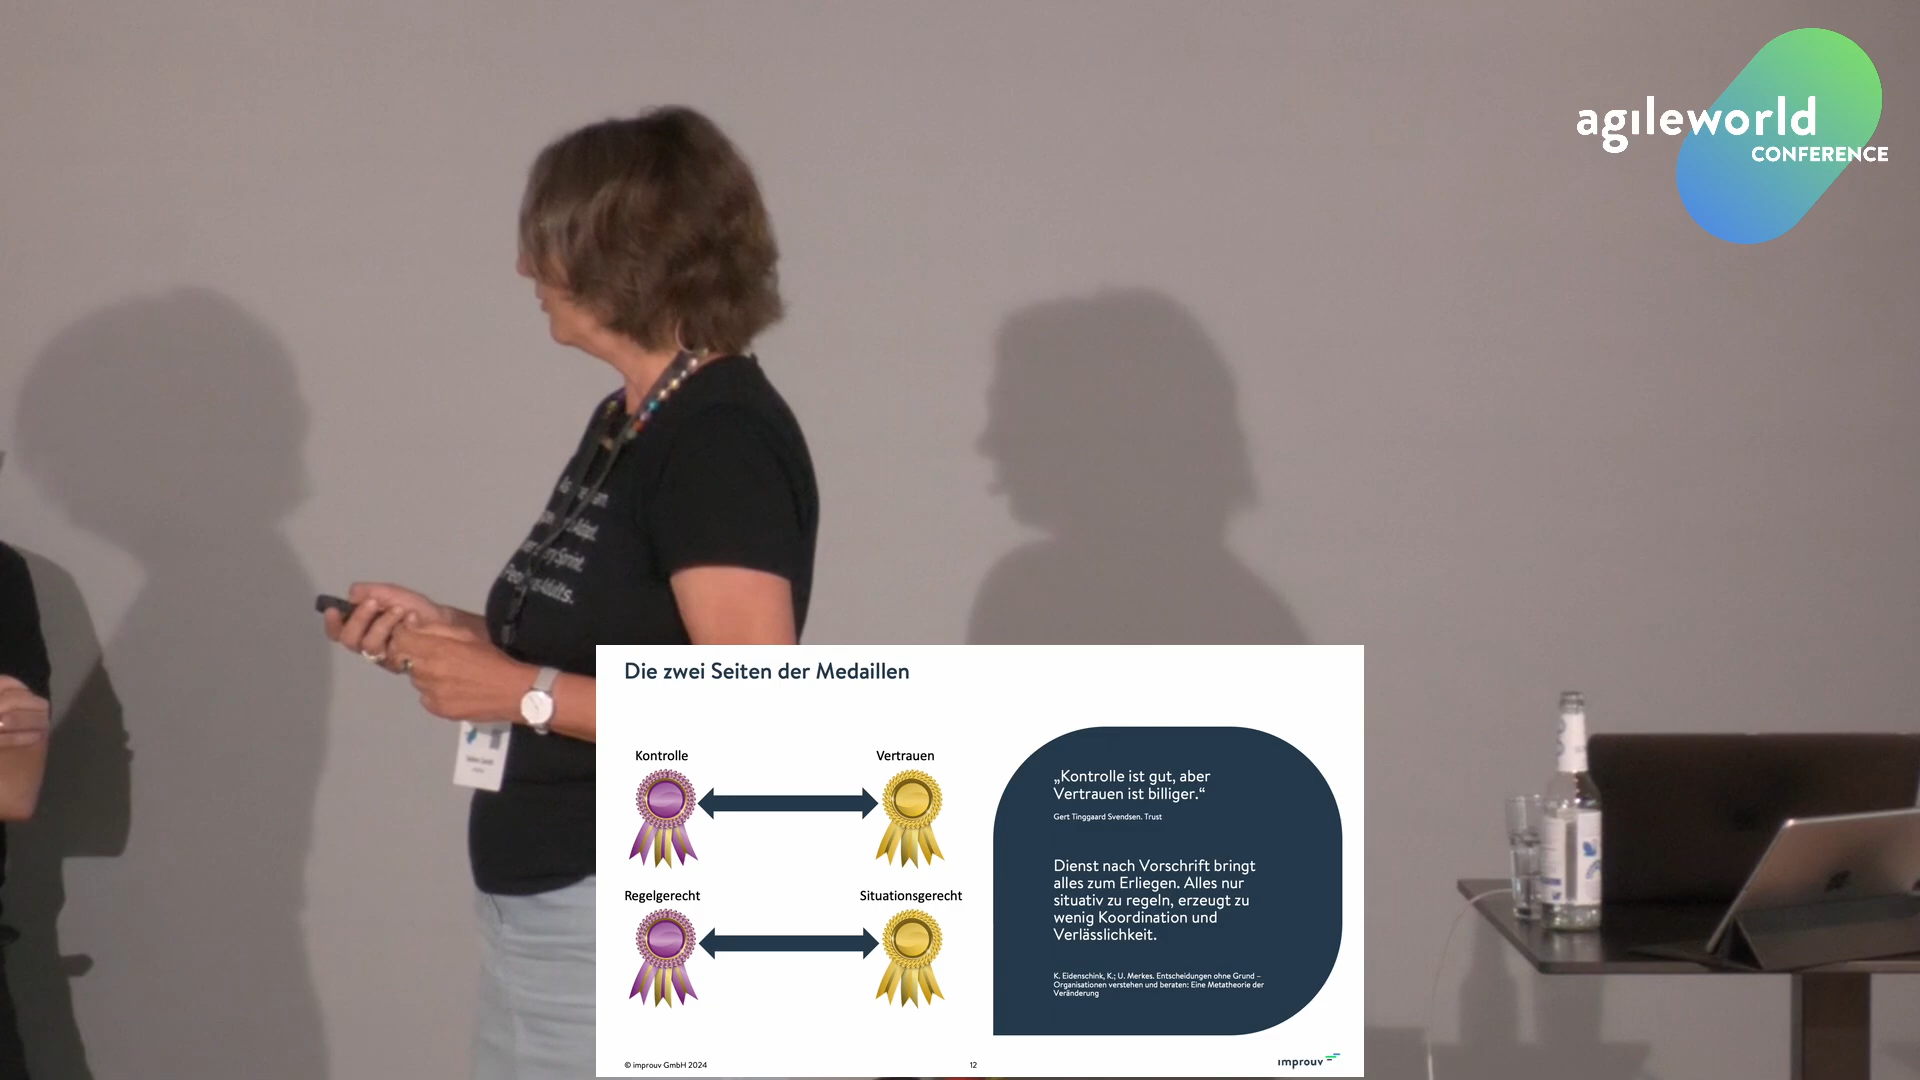 agileworld
CONFERENCE
Adapt.
Sprint.
Adults.
Die zwei Seiten der Medaillen
Kontrolle
Vertrauen
Regelgerecht
Situationsgerecht
„Kontrolle ist gut, aber
Vertrauen ist billiger.“
Gert Tinggaard Svendsen. Trust
Dienst nach Vorschrift bringt
alles zum Erliegen. Alles nur
situativ zu regeln, erzeugt zu
wenig Koordination und
Verlässlichkeit.
K. Eidenschink, K.; U. Merkes. Entscheidungen ohne Grund –
Organisationen verstehen und beraten: Eine Metatheorie der
Veränderung
© improuv GmbH 2024
12
improuv